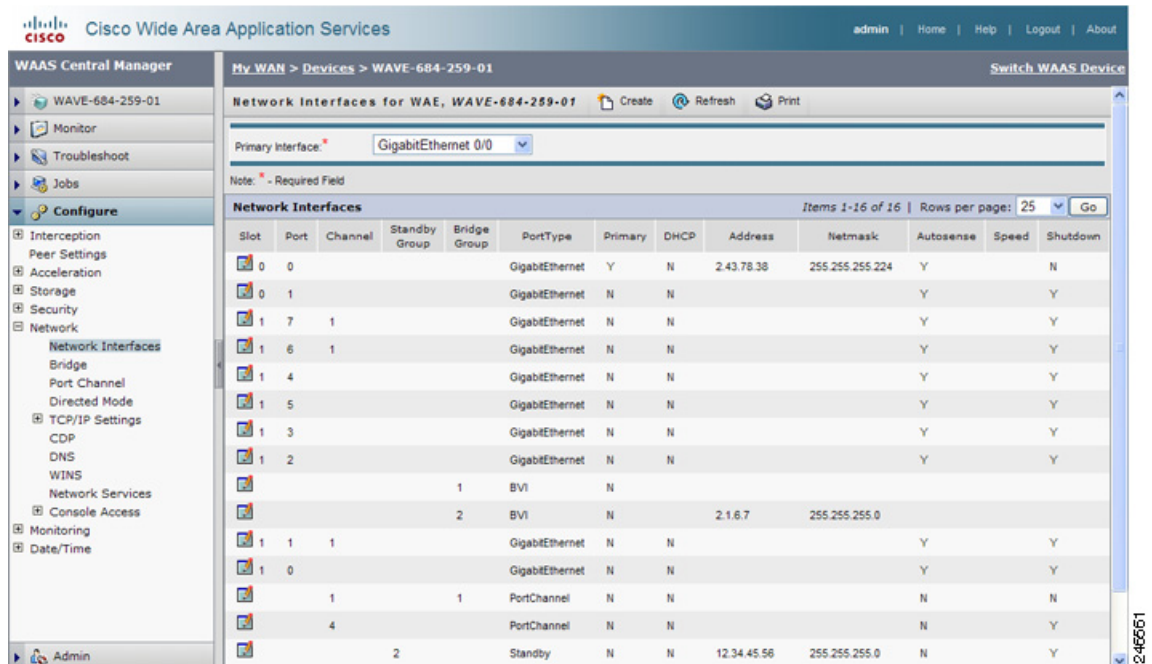 CISCO Cisco Wide Area Application Services admin | Home | Help | Logout | About
WAAS Central Manager
My WAN > Devices > WAVE-684-259-01 Switch WAAS Device
WAVE-684-259-01
Monitor
Troubleshoot
Jobs
Configure
Interception
Peer Settings
Acceleration
Storage
Security
Network
Network Interfaces
Bridge
Port Channel
Directed Mode
TCP/IP Settings
CDP
DNS
WINS
Network Services
Console Access
Monitoring
Date/Time
Admin
Network Interfaces for WAE, WAVE-684-259-01 Create Refresh Print
Primary Interface:* GigabitEthernet 0/0
Note: * - Required Field
Network Interfaces Items 1-16 of 16 | Rows per page: 25 Go
Slot Port Channel Standby Group Bridge Group PortType Primary DHCP Address Netmask Autosense Speed Shutdown
0 0 GigabitEthernet Y N 2.43.78.38 255.255.255.224 Y N
0 1 GigabitEthernet N N Y Y
1 7 1 GigabitEthernet N N Y Y
1 6 1 GigabitEthernet N N Y Y
1 4 GigabitEthernet N N Y Y
1 5 GigabitEthernet N N Y Y
1 3 GigabitEthernet N N Y Y
1 2 GigabitEthernet N N Y Y
1 BVI N
2 BVI N 2.1.6.7 255.255.255.0
1 1 1 GigabitEthernet N N Y Y
1 0 GigabitEthernet N N Y Y
1 1 PortChannel N N N N
4 PortChannel N N N Y
2 Standby N N 12.34.45.56 255.255.255.0 N Y
246561